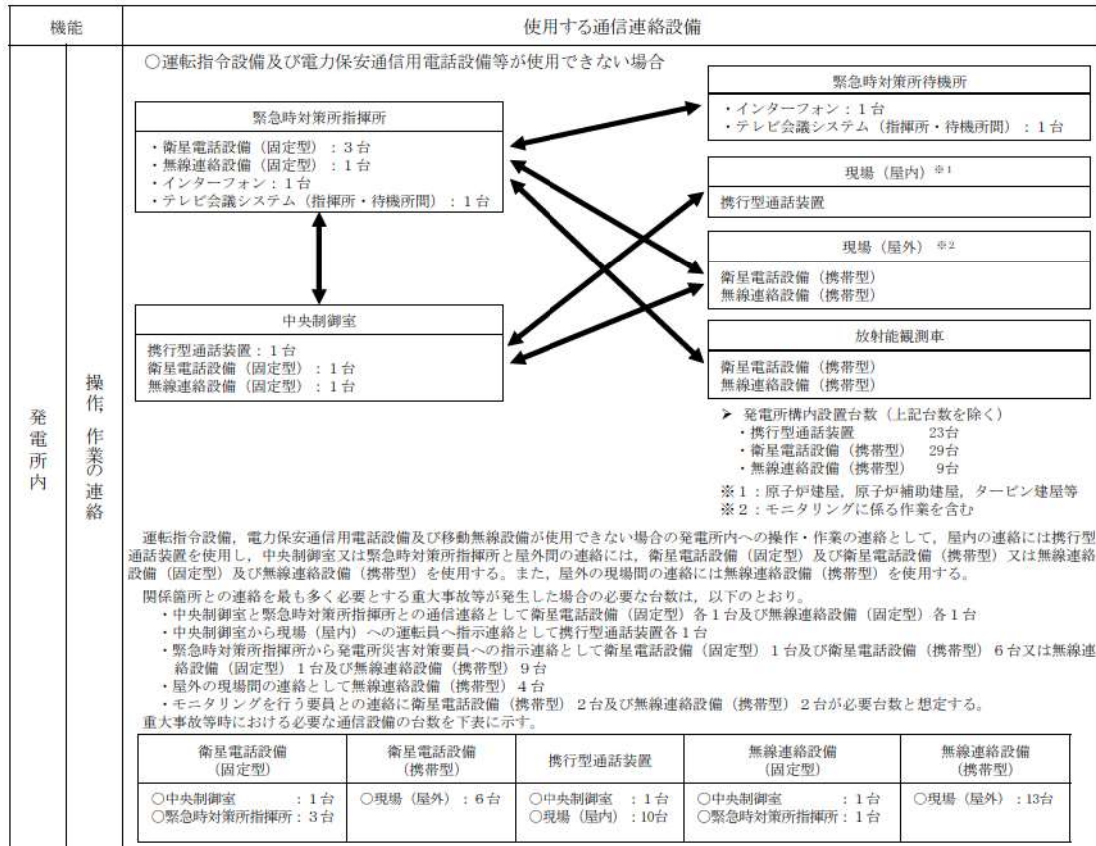 機能
使用する通信連絡設備
発電所内
操作，作業の連絡
○運転指令設備及び電力保安通信用電話設備等が使用できない場合
緊急時対策所指揮所
・衛星電話設備（固定型）：３台
・無線連絡設備（固定型）：１台
・インターフォン：１台
・テレビ会議システム（指揮所・待機所間）：１台
中央制御室
携行型通話装置：１台
衛星電話設備（固定型）：１台
無線連絡設備（固定型）：１台
緊急時対策所待機所
・インターフォン：１台
・テレビ会議システム（指揮所・待機所間）：１台
現場（屋内）※1
携行型通話装置
現場（屋外）※2
衛星電話設備（携帯型）
無線連絡設備（携帯型）
放射能観測車
衛星電話設備（携帯型）
無線連絡設備（携帯型）
➢ 発電所構内設置台数（上記台数を除く）
・携行型通話装置 23台
・衛星電話設備（携帯型） 29台
・無線連絡設備（携帯型） 9台
※１：原子炉建屋，原子炉補助建屋，タービン建屋等
※２：モニタリングに係る作業を含む
運転指令設備，電力保安通信用電話設備及び移動無線設備が使用できない場合の発電所内への操作・作業の連絡として，屋内の連絡には携行型
通話装置を使用し，中央制御室又は緊急時対策所指揮所と屋外間の連絡には，衛星電話設備（固定型）及び衛星電話設備（携帯型）又は無線連絡
設備（固定型）及び無線連絡設備（携帯型）を使用する。また，屋外の現場間の連絡には無線連絡設備（携帯型）を使用する。
関係箇所との連絡を最も多く必要とする重大事故等が発生した場合の必要な台数は，以下のとおり。
・中央制御室と緊急時対策所指揮所との通信連絡として衛星電話設備（固定型）各１台及び無線連絡設備（固定型）各１台
・中央制御室から現場（屋内）への運転員へ指示連絡として携行型通話装置各１台
・緊急時対策所指揮所から発電所災害対策要員への指示連絡として衛星電話設備（固定型）１台及び衛星電話設備（携帯型）６台又は無線連
絡設備（固定型）１台及び無線連絡設備（携帯型）９台
・屋外の現場間の連絡として無線連絡設備（携帯型）４台
・モニタリングを行う要員との連絡に衛星電話設備（携帯型）２台及び無線連絡設備（携帯型）２台が必要台数と想定する。
重大事故等時における必要な通信設備の台数を下表に示す。
衛星電話設備
（固定型）
衛星電話設備
（携帯型）
携行型通話装置
無線連絡設備
（固定型）
無線連絡設備
（携帯型）
○中央制御室 ：１台
○緊急時対策所指揮所：３台
○現場（屋外）：６台
○中央制御室 ：１台
○現場（屋内）：10台
○中央制御室 ：１台
○緊急時対策所指揮所：１台
○現場（屋外）：13台